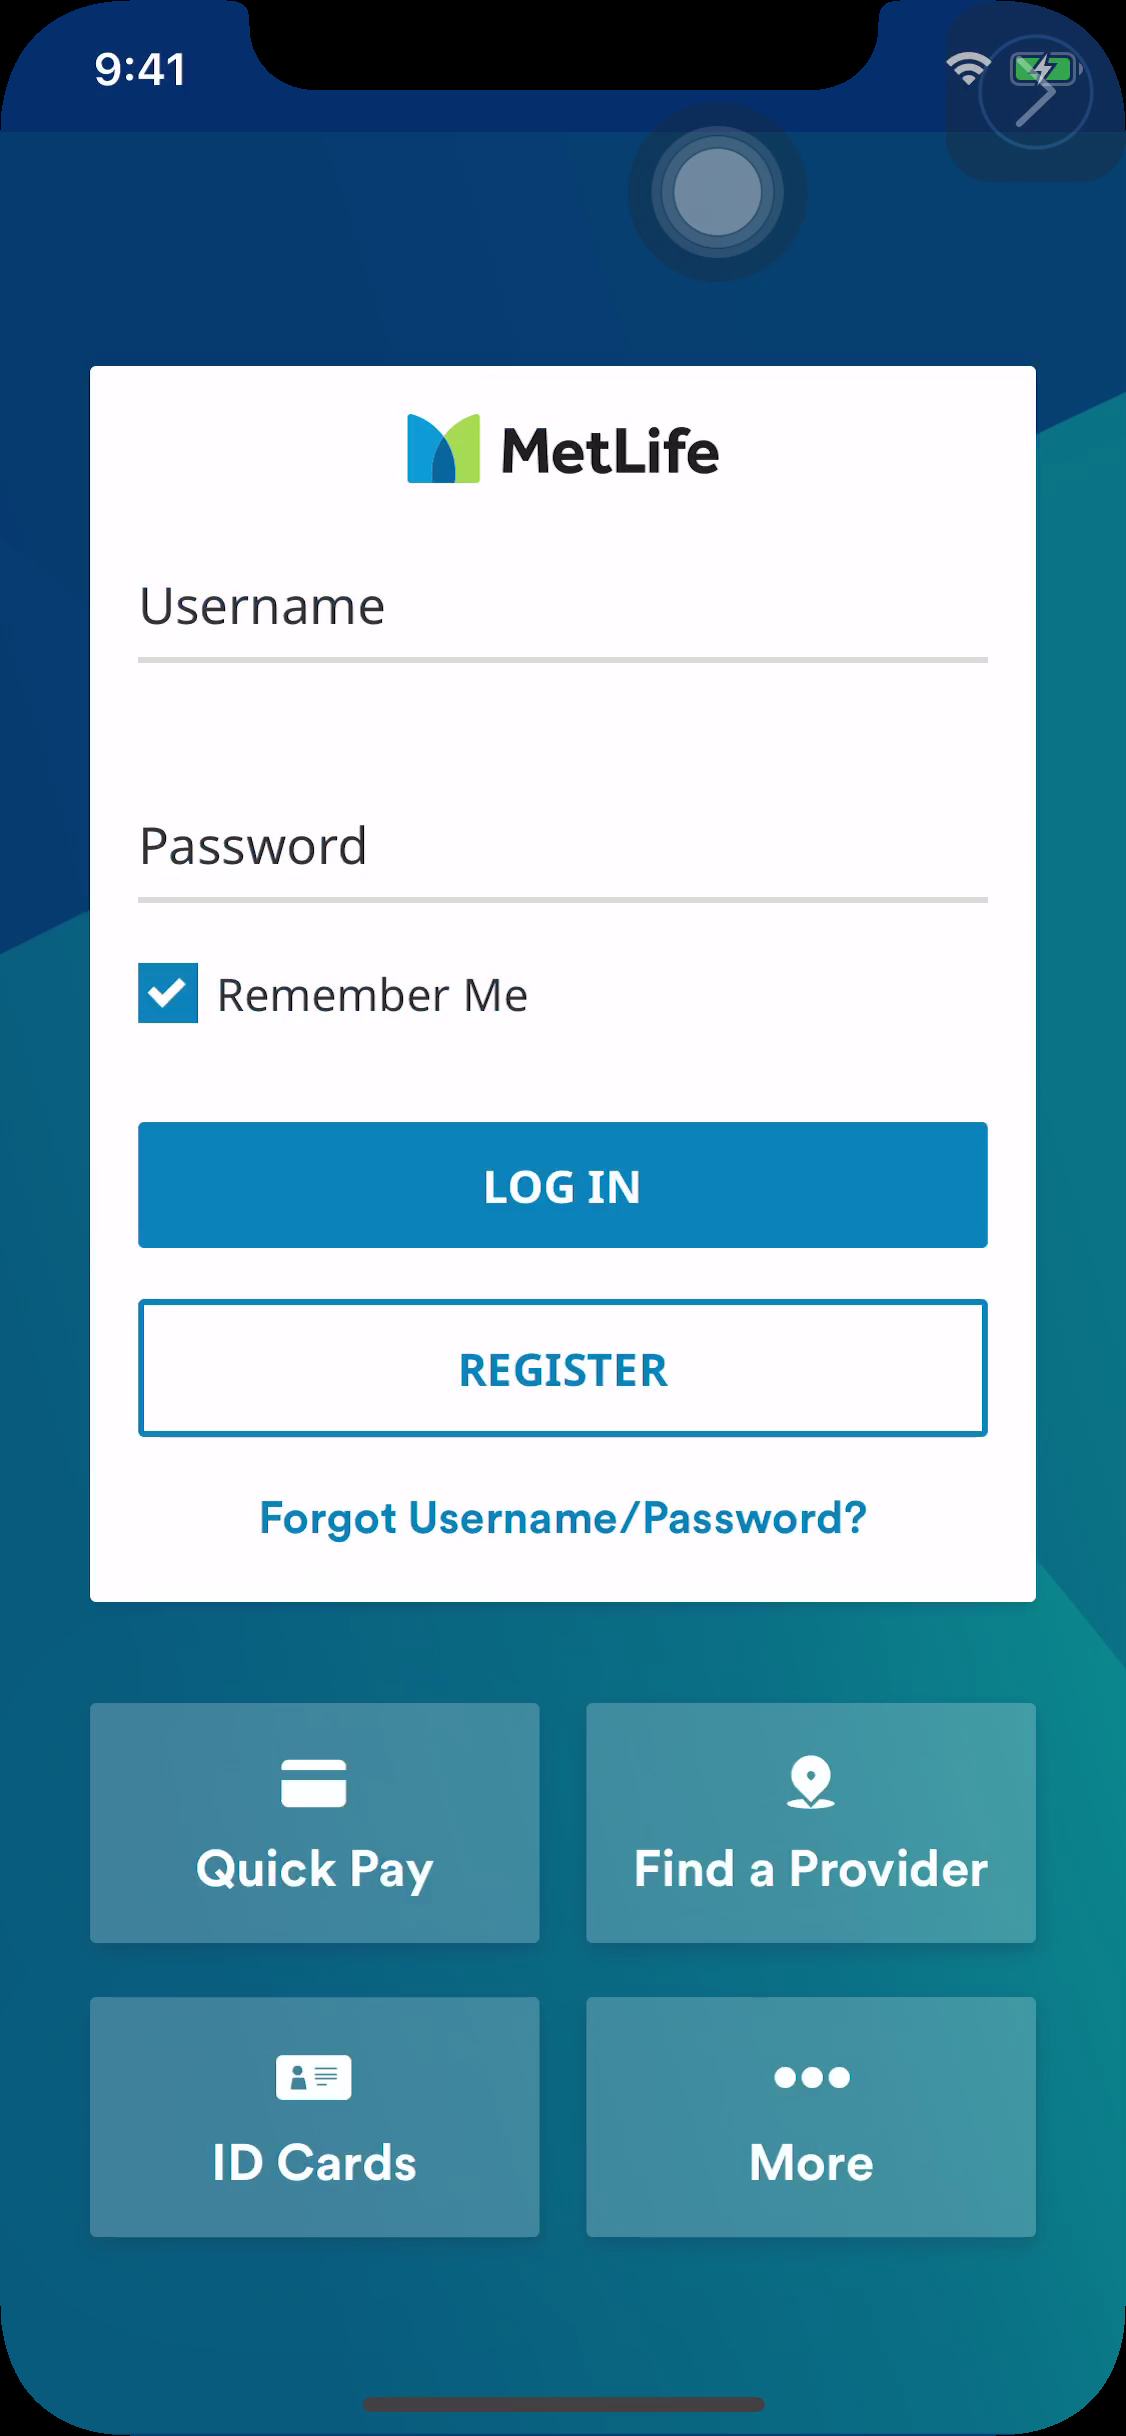 9:41
MetLife
Username
Password
Remember Me
LOG IN
REGISTER
Forgot Username/Password?
Quick Pay
Find a Provider
ID Cards
More